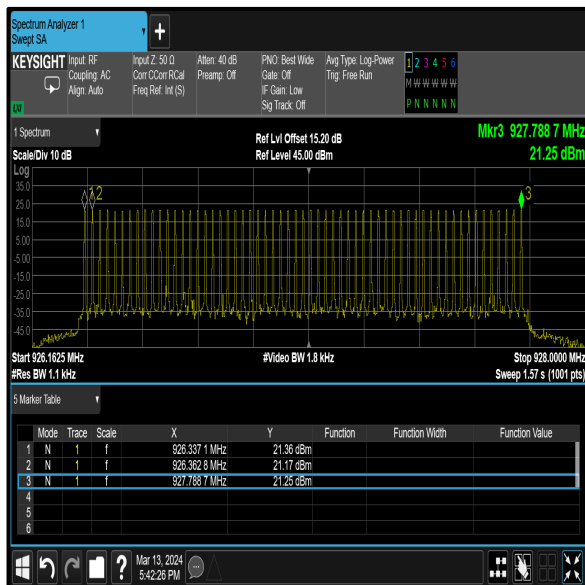 Spectrum Analyzer 1
Swept SA
+
KEYSIGHT
Input: RF
Coupling: AC
Align: Auto
Input Z: 50 Ω
Corr CCorr RCal
Freq Ref: Int (S)
Atten: 40 dB
Preamp: Off
PNO: Best Wide
Gate: Off
IF Gain: Low
Sig Track: Off
Avg Type: Log-Power
Trig: Free Run
1 2 3 4 5 6
M W W W W W
P N N N N N
LXI
1 Spectrum
Scale/Div 10 dB
Ref Lvl Offset 15.20 dB
Ref Level 45.00 dBm
Mkr3 927.788 7 MHz
21.25 dBm
Log
35.0
25.0
15.0
5.00
-5.00
-15.0
-25.0
-35.0
-45.0
1 2 3
Start 926.1625 MHz
#Res BW 1.1 kHz
#Video BW 1.8 kHz
Stop 928.0000 MHz
Sweep 1.57 s (1001 pts)
5 Marker Table
Mode Trace Scale X Y Function Function Width Function Value
1 N 1 f 926.337 1 MHz 21.36 dBm
2 N 1 f 926.362 8 MHz 21.17 dBm
3 N 1 f 927.788 7 MHz 21.25 dBm
4
5
6
?
Mar 13, 2024
5:42:26 PM